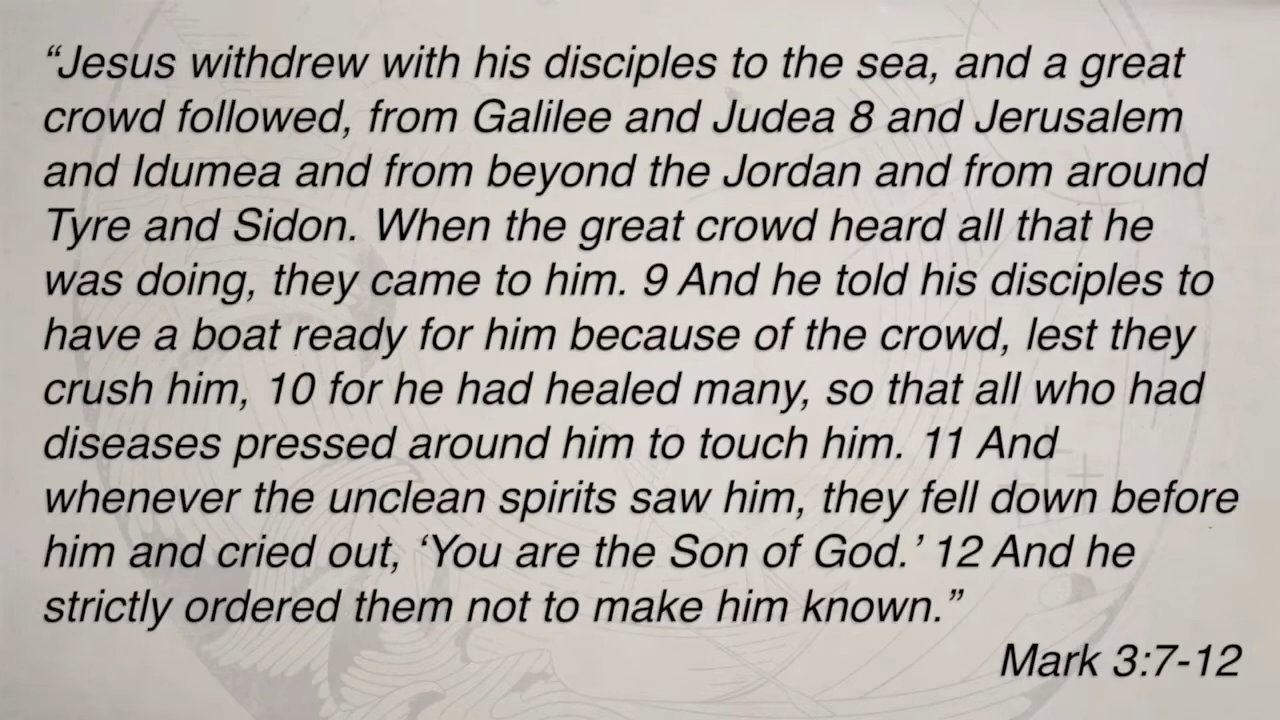 “Jesus withdrew with his disciples to the sea, and a great
crowd followed, from Galilee and Judea 8 and Jerusalem
and Idumea and from beyond the Jordan and from around
Tyre and Sidon. When the great crowd heard all that he
was doing, they came to him. 9 And he told his disciples to
have a boat ready for him because of the crowd, lest they
crush him, 10 for he had healed many, so that all who had
diseases pressed around him to touch him. 11 And
whenever the unclean spirits saw him, they fell down before
him and cried out, ‘You are the Son of God.’ 12 And he
strictly ordered them not to make him known.”
Mark 3:7-12